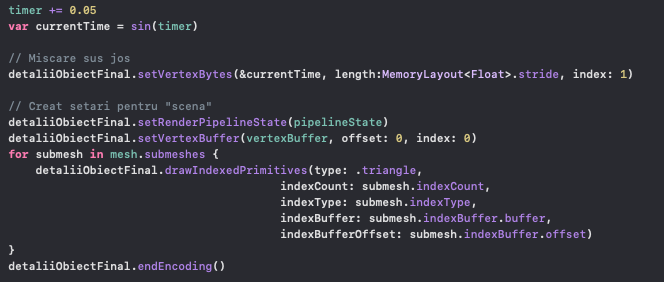 timer += 0.05
var currentTime = sin(timer)
// Miscare sus jos
detaliiObiectFinal.setVertexBytes(&currentTime, length:MemoryLayout<Float>.stride, index: 1)
// Creat setari pentru "scena"
detaliiObiectFinal.setRenderPipelineState(pipelineState)
detaliiObiectFinal.setVertexBuffer(vertexBuffer, offset: 0, index: 0)
for submesh in mesh.submeshes {
    detaliiObiectFinal.drawIndexedPrimitives(type: .triangle,
                                        indexCount: submesh.indexCount,
                                        indexType: submesh.indexType,
                                        indexBuffer: submesh.indexBuffer.buffer,
                                        indexBufferOffset: submesh.indexBuffer.offset)
}
detaliiObiectFinal.endEncoding()